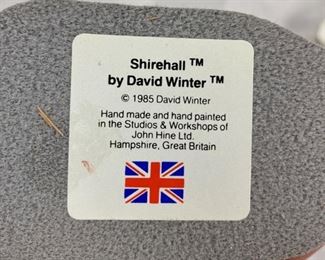 Shirehall ™
by David Winter ™
© 1985 David Winter
Hand made and hand painted
in the Studios & Workshops of
John Hine Ltd.
Hampshire, Great Britain